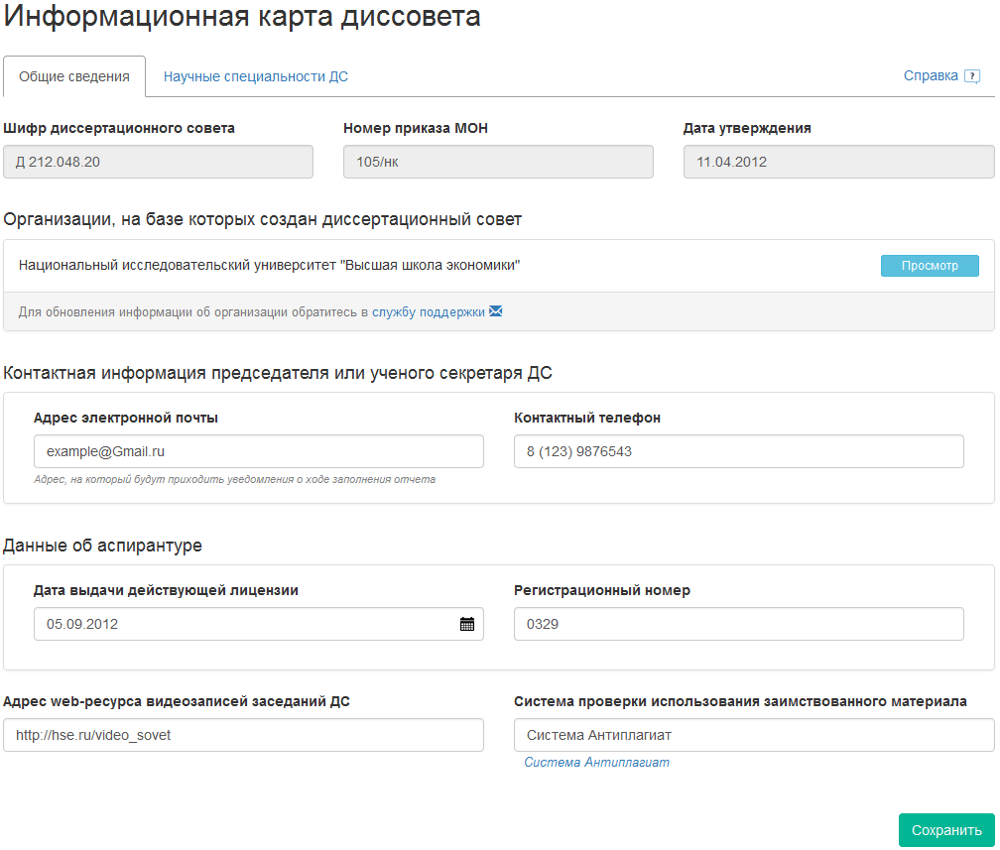 Информационная карта диссовета
Общие сведения Научные специальности ДС Справка ?
Шифр диссертационного совета Номер приказа МОН Дата утверждения
Д 212.048.20 105/нк 11.04.2012
Организации, на базе которых создан диссертационный совет
Национальный исследовательский университет "Высшая школа экономики" Просмотр
Для обновления информации об организации обратитесь в службу поддержки
Контактная информация председателя или ученого секретаря ДС
Адрес электронной почты Контактный телефон
example@Gmail.ru 8 (123) 9876543
Адрес, на который будут приходить уведомления о ходе заполнения отчета
Данные об аспирантуре
Дата выдачи действующей лицензии Регистрационный номер
05.09.2012 0329
Адрес web-ресурса видеозаписей заседаний ДС Система проверки использования заимствованного материала
http://hse.ru/video_sovet Система Антиплагиат
Система Антиплагиат
Сохранить